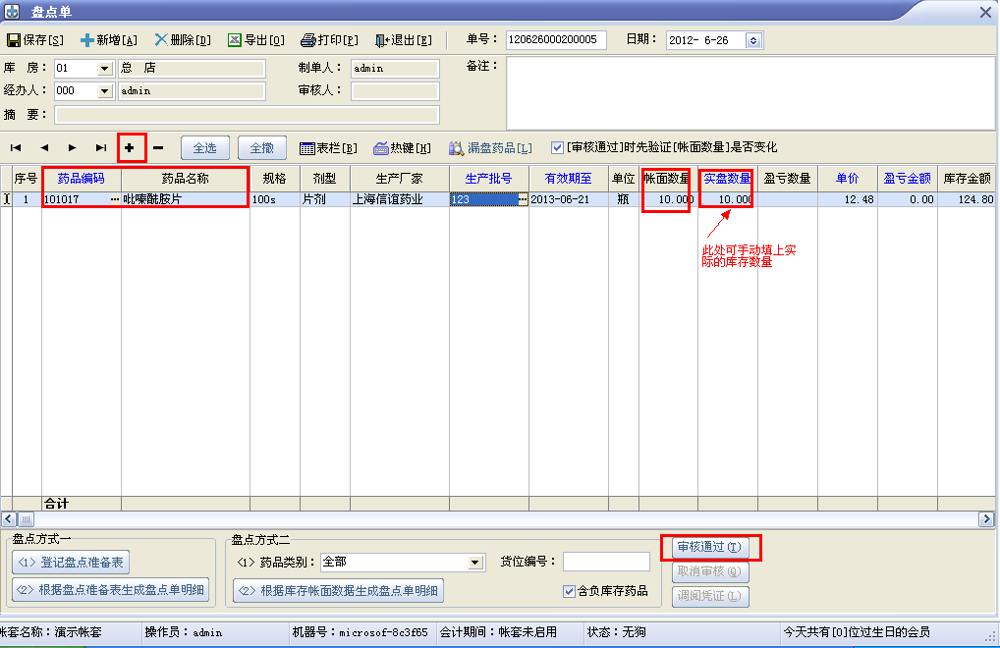 盘点单
保存[S] 新增[A] 删除[D] 导出[O] 打印[P] 退出[E] 单号: 120626000200005 日期: 2012- 6-26
库 房: 01 总 店 制单人: admin 备注:
经办人: 000 admin 审核人:
摘 要:
全选 全撤 表栏[B] 热键[H] 漏盘药品[L] [审核通过]时先验证[帐面数量]是否变化
序号 药品编码 药品名称 规格 剂型 生产厂家 生产批号 有效期至 单位 帐面数量 实盘数量 盈亏数量 单价 盈亏金额 库存金额
1 101017 吡嗪酰胺片 100s 片剂 上海信谊药业 123 2013-06-21 瓶 10.000 10.000 12.48 0.00 124.80
此处可手动填上实
际的库存数量
合计
盘点方式一
<1> 登记盘点准备表
<2> 根据盘点准备表生成盘点单明细
盘点方式二
<1> 药品类别: 全部 货位编号:
<2> 根据库存帐面数据生成盘点单明细 含负库存药品
审核通过(T)
取消审核(Q)
调阅凭证(L)
帐套名称: 演示帐套 操作员: admin 机器号: microsof-8c3f65 会计期间: 帐套未启用 状态: 无狗 今天共有[0]位过生日的会员